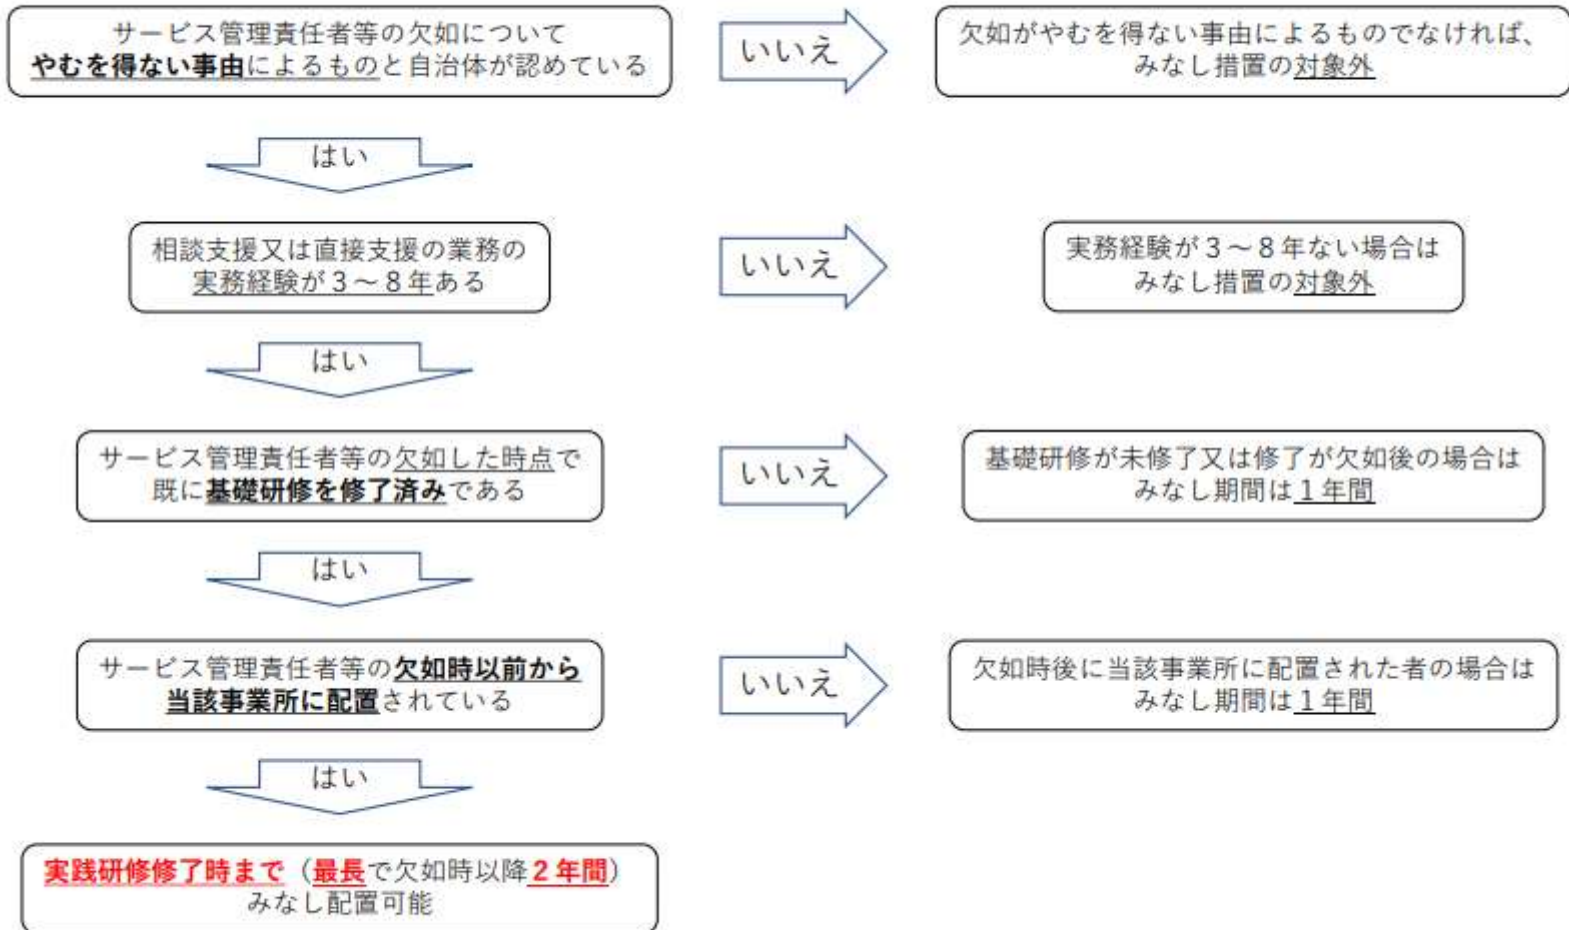 サービス管理責任者等の欠如について
やむを得ない事由によるものと自治体が認めている
いいえ
欠如がやむを得ない事由によるものでなければ、
みなし措置の対象外
はい
相談支援又は直接支援の業務の
実務経験が３～８年ある
いいえ
実務経験が３～８年ない場合は
みなし措置の対象外
はい
サービス管理責任者等の欠如した時点で
既に基礎研修を修了済みである
いいえ
基礎研修が未修了又は修了が欠如後の場合は
みなし期間は１年間
はい
サービス管理責任者等の欠如時以前から
当該事業所に配置されている
いいえ
欠如時後に当該事業所に配置された者の場合は
みなし期間は１年間
はい
実践研修修了時まで（最長で欠如時以降２年間）
みなし配置可能